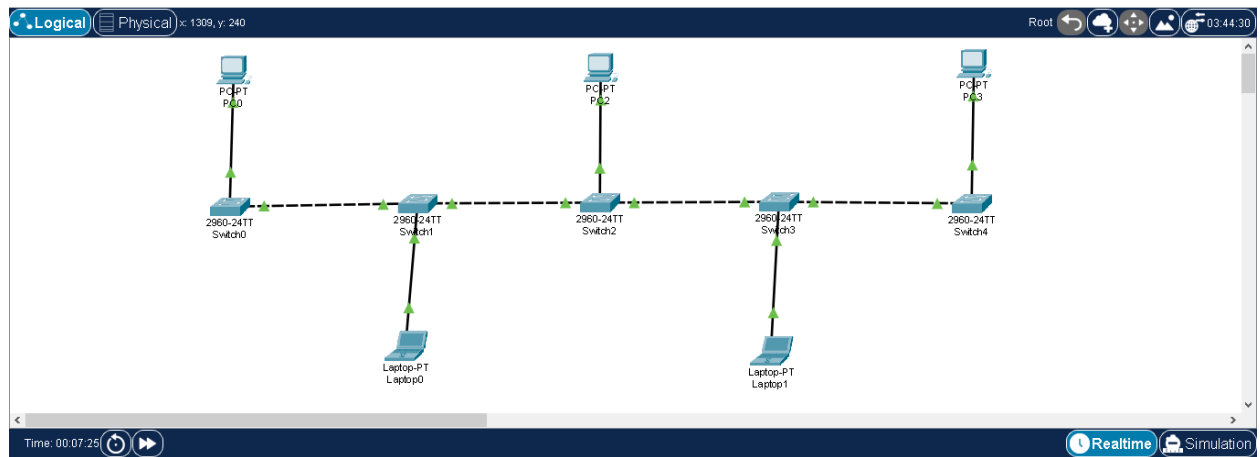 Logical Physical x: 1309, y: 240 Root 03:44:30
PC-PT
PC0
PC-PT
PC2
PC-PT
PC3
2960-24TT
Switch0
2960-24TT
Switch1
2960-24TT
Switch2
2960-24TT
Switch3
2960-24TT
Switch4
Laptop-PT
Laptop0
Laptop-PT
Laptop1
Time: 00:07:25 Realtime Simulation